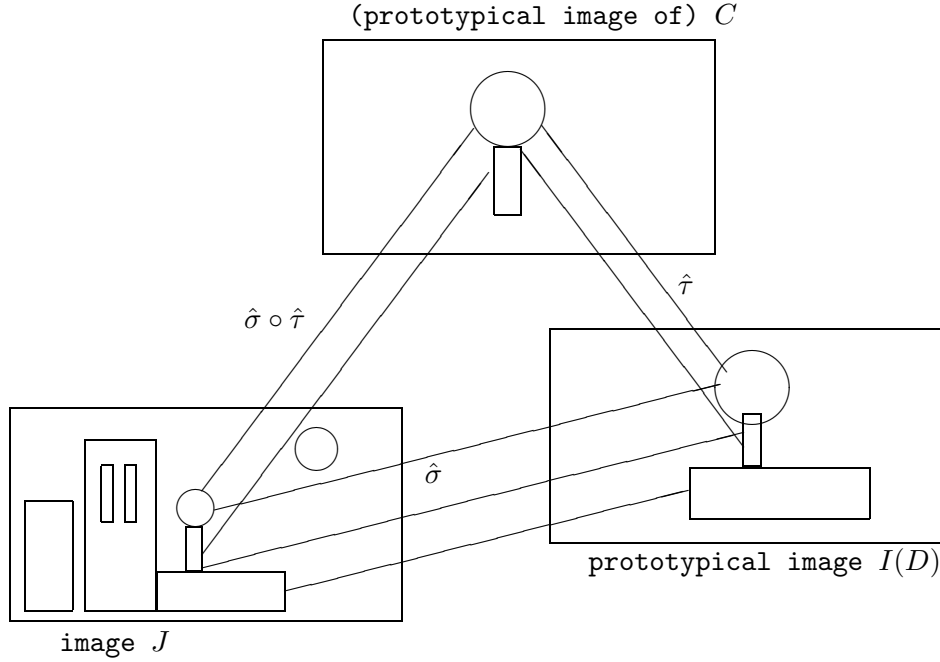 (prototypical image of) C
τ̂
σ̂ ∘ τ̂
σ̂
prototypical image I(D)
image J